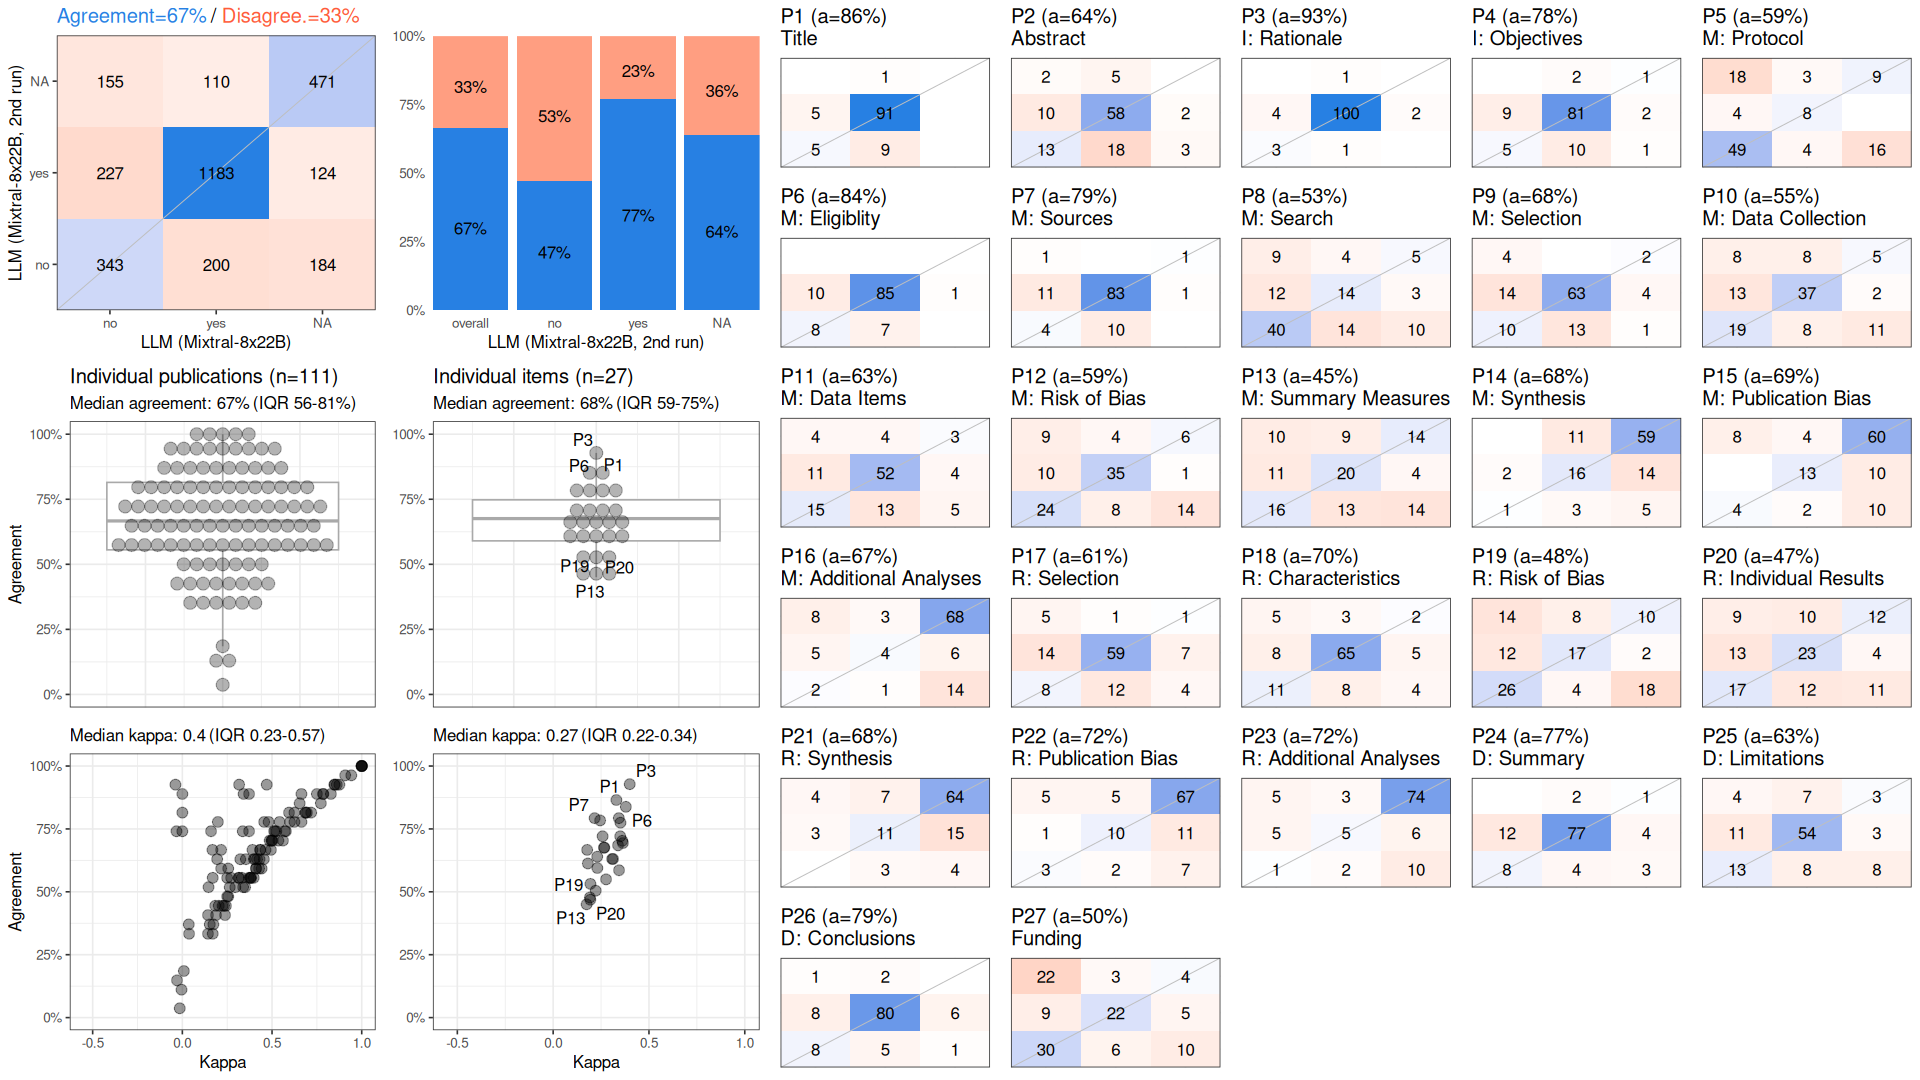 Agreement=67% / Disagree.=33%
LLM (Mixtral-8x22B, 2nd run)
NA
155 110 471
yes
227 1183 124
no
343 200 184
no yes NA
LLM (Mixtral-8x22B)
100%
75%
50%
25%
0%
33% 53% 23% 36%
67% 47% 77% 64%
overall no yes NA
LLM (Mixtral-8x22B, 2nd run)
Individual publications (n=111)
Median agreement: 67% (IQR 56-81%)
Agreement
100%
75%
50%
25%
0%
Individual items (n=27)
Median agreement: 68% (IQR 59-75%)
100%
75%
50%
25%
0%
P3
P6 P1
P19 P20
P13
Median kappa: 0.4 (IQR 0.23-0.57)
Agreement
100%
75%
50%
25%
0%
-0.5 0.0 0.5 1.0
Kappa
Median kappa: 0.27 (IQR 0.22-0.34)
100%
75%
50%
25%
0%
P3
P1
P7
P6
P19
P13 P20
-0.5 0.0 0.5 1.0
Kappa
P1 (a=86%)
Title
1
5 91
5 9
P2 (a=64%)
Abstract
2 5
10 58 2
13 18 3
P3 (a=93%)
I: Rationale
1
4 100 2
3 1
P4 (a=78%)
I: Objectives
2 1
9 81 2
5 10 1
P5 (a=59%)
M: Protocol
18 3 9
4 8
49 4 16
P6 (a=84%)
M: Eligiblity
10 85 1
8 7
P7 (a=79%)
M: Sources
1 1
11 83 1
4 10
P8 (a=53%)
M: Search
9 4 5
12 14 3
40 14 10
P9 (a=68%)
M: Selection
4 2
14 63 4
10 13 1
P10 (a=55%)
M: Data Collection
8 8 5
13 37 2
19 8 11
P11 (a=63%)
M: Data Items
4 4 3
11 52 4
15 13 5
P12 (a=59%)
M: Risk of Bias
9 4 6
10 35 1
24 8 14
P13 (a=45%)
M: Summary Measures
10 9 14
11 20 4
16 13 14
P14 (a=68%)
M: Synthesis
11 59
2 16 14
1 3 5
P15 (a=69%)
M: Publication Bias
8 4 60
13 10
4 2 10
P16 (a=67%)
M: Additional Analyses
8 3 68
5 4 6
2 1 14
P17 (a=61%)
R: Selection
5 1 1
14 59 7
8 12 4
P18 (a=70%)
R: Characteristics
5 3 2
8 65 5
11 8 4
P19 (a=48%)
R: Risk of Bias
14 8 10
12 17 2
26 4 18
P20 (a=47%)
R: Individual Results
9 10 12
13 23 4
17 12 11
P21 (a=68%)
R: Synthesis
4 7 64
3 11 15
3 4
P22 (a=72%)
R: Publication Bias
5 5 67
1 10 11
3 2 7
P23 (a=72%)
R: Additional Analyses
5 3 74
5 5 6
1 2 10
P24 (a=77%)
D: Summary
2 1
12 77 4
8 4 3
P25 (a=63%)
D: Limitations
4 7 3
11 54 3
13 8 8
P26 (a=79%)
D: Conclusions
1 2
8 80 6
8 5 1
P27 (a=50%)
Funding
22 3 4
9 22 5
30 6 10